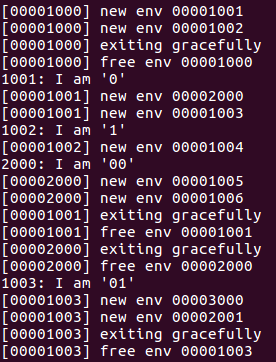 [00001000] new env 00001001
[00001000] new env 00001002
[00001000] exiting gracefully
[00001000] free env 00001000
1001: I am '0'
[00001001] new env 00002000
[00001001] new env 00001003
1002: I am '1'
[00001002] new env 00001004
2000: I am '00'
[00002000] new env 00001005
[00002000] new env 00001006
[00001001] exiting gracefully
[00001001] free env 00001001
[00002000] exiting gracefully
[00002000] free env 00002000
1003: I am '01'
[00001003] new env 00003000
[00001003] new env 00002001
[00001003] exiting gracefully
[00001003] free env 00001003